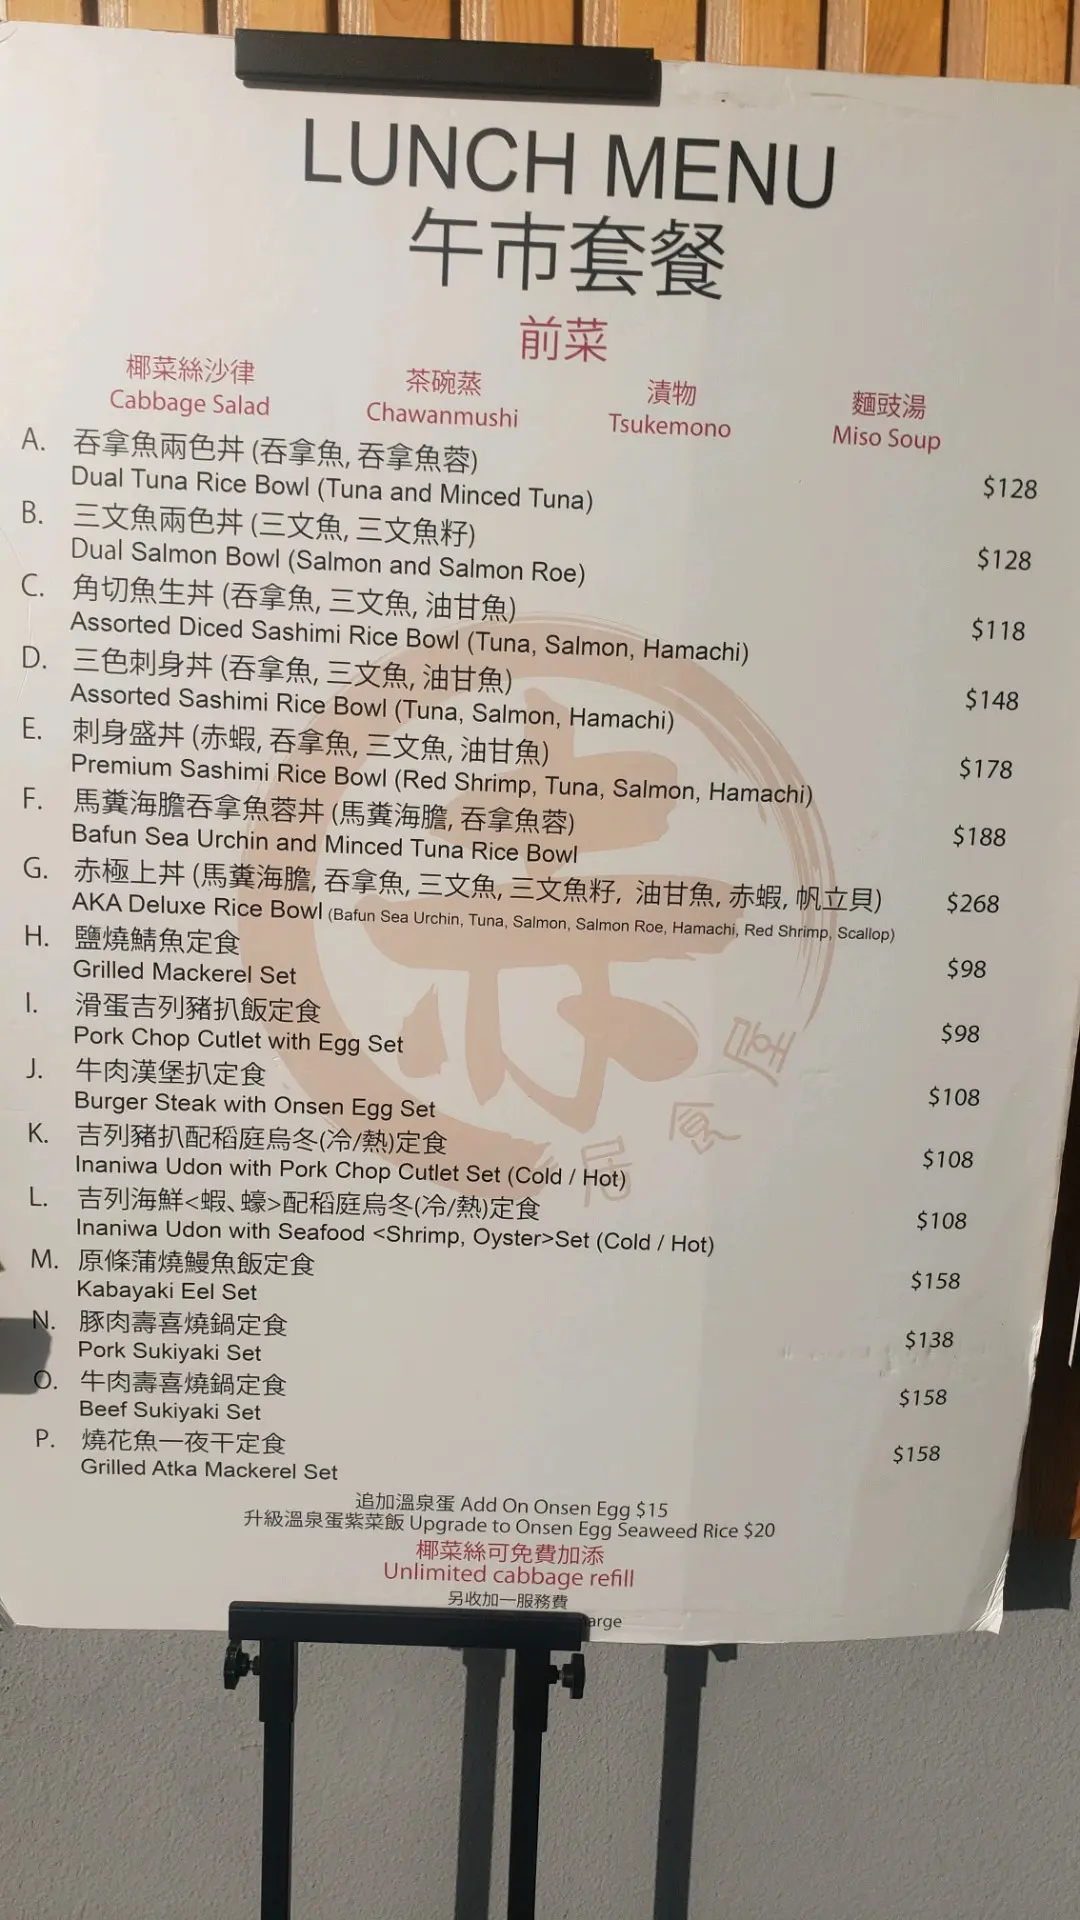 LUNCH MENU
午市套餐
前菜
椰菜絲沙律 茶碗蒸 漬物 麵豉湯
Cabbage Salad Chawanmushi Tsukemono Miso Soup
A. 吞拿魚兩色丼 (吞拿魚, 吞拿魚蓉)
Dual Tuna Rice Bowl (Tuna and Minced Tuna) $128
B. 三文魚兩色丼 (三文魚, 三文魚籽)
Dual Salmon Bowl (Salmon and Salmon Roe) $128
C. 角切魚生丼 (吞拿魚, 三文魚, 油甘魚)
Assorted Diced Sashimi Rice Bowl (Tuna, Salmon, Hamachi) $118
D. 三色刺身丼 (吞拿魚, 三文魚, 油甘魚)
Assorted Sashimi Rice Bowl (Tuna, Salmon, Hamachi) $148
E. 刺身盛丼 (赤蝦, 吞拿魚, 三文魚, 油甘魚)
Premium Sashimi Rice Bowl (Red Shrimp, Tuna, Salmon, Hamachi) $178
F. 馬糞海膽吞拿魚蓉丼 (馬糞海膽, 吞拿魚蓉)
Bafun Sea Urchin and Minced Tuna Rice Bowl $188
G. 赤極上丼 (馬糞海膽, 吞拿魚, 三文魚, 三文魚籽, 油甘魚, 赤蝦, 帆立貝)
AKA Deluxe Rice Bowl (Bafun Sea Urchin, Tuna, Salmon, Salmon Roe, Hamachi, Red Shrimp, Scallop) $268
H. 鹽燒鯖魚定食
Grilled Mackerel Set $98
I. 滑蛋吉列豬扒飯定食
Pork Chop Cutlet with Egg Set $98
J. 牛肉漢堡扒定食
Burger Steak with Onsen Egg Set $108
K. 吉列豬扒配稻庭烏冬(冷/熱)定食
Inaniwa Udon with Pork Chop Cutlet Set (Cold / Hot) $108
L. 吉列海鮮<蝦、蠔>配稻庭烏冬(冷/熱)定食
Inaniwa Udon with Seafood <Shrimp, Oyster>Set (Cold / Hot) $108
M. 原條蒲燒鰻魚飯定食
Kabayaki Eel Set $158
N. 豚肉壽喜燒鍋定食
Pork Sukiyaki Set $138
O. 牛肉壽喜燒鍋定食
Beef Sukiyaki Set $158
P. 燒花魚一夜干定食
Grilled Atka Mackerel Set $158
追加溫泉蛋 Add On Onsen Egg $15
升級溫泉蛋紫菜飯 Upgrade to Onsen Egg Seaweed Rice $20
椰菜絲可免費加添
Unlimited cabbage refill
另收加一服務費
赤
居食屋